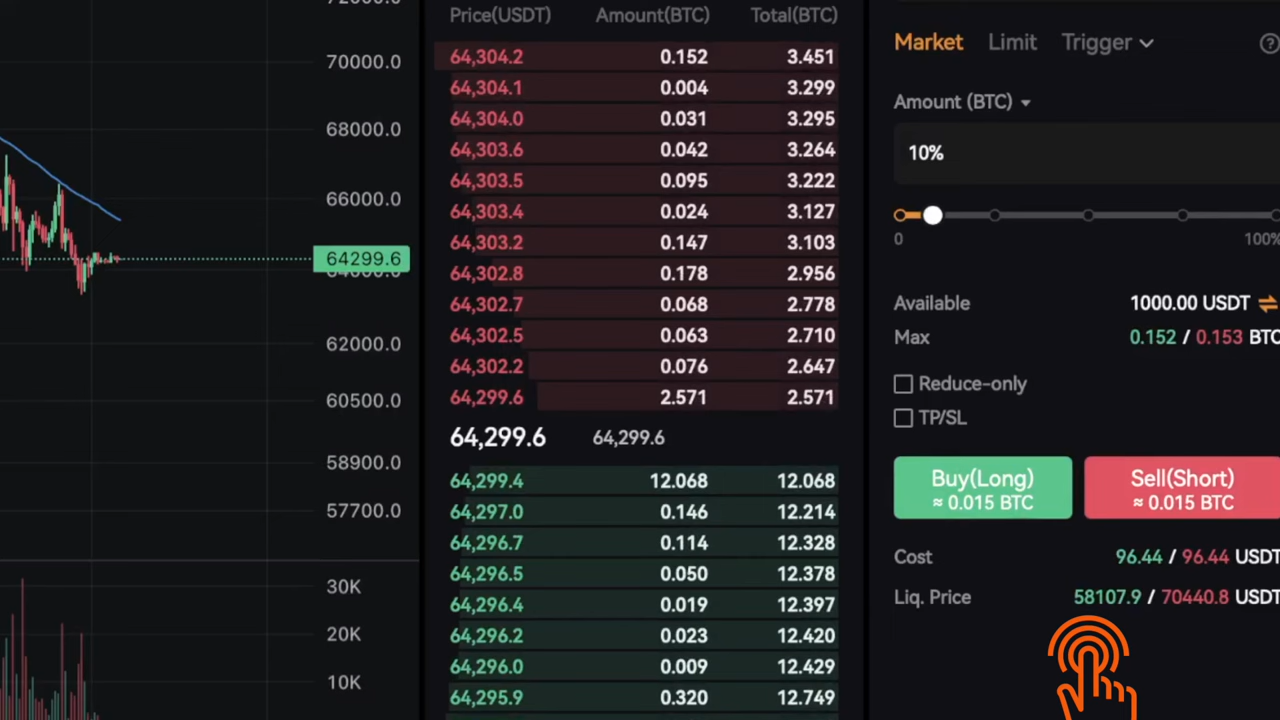 72000.0
70000.0
68000.0
66000.0
64299.6
64000.0
62000.0
60500.0
58900.0
57700.0
30K
20K
10K
Price(USDT) Amount(BTC) Total(BTC)
64,304.2 0.152 3.451
64,304.1 0.004 3.299
64,304.0 0.031 3.295
64,303.6 0.042 3.264
64,303.5 0.095 3.222
64,303.4 0.024 3.127
64,303.2 0.147 3.103
64,302.8 0.178 2.956
64,302.7 0.068 2.778
64,302.5 0.063 2.710
64,302.2 0.076 2.647
64,299.6 2.571 2.571
64,299.6 64,299.6
64,299.4 12.068 12.068
64,297.0 0.146 12.214
64,296.7 0.114 12.328
64,296.5 0.050 12.378
64,296.4 0.019 12.397
64,296.2 0.023 12.420
64,296.0 0.009 12.429
64,295.9 0.320 12.749
Market Limit Trigger
Amount (BTC)
10%
0 100%
Available 1000.00 USDT
Max 0.152 / 0.153 BTC
Reduce-only
TP/SL
Buy(Long) Sell(Short)
≈ 0.015 BTC ≈ 0.015 BTC
Cost 96.44 / 96.44 USDT
Liq. Price 58107.9 / 70440.8 USDT